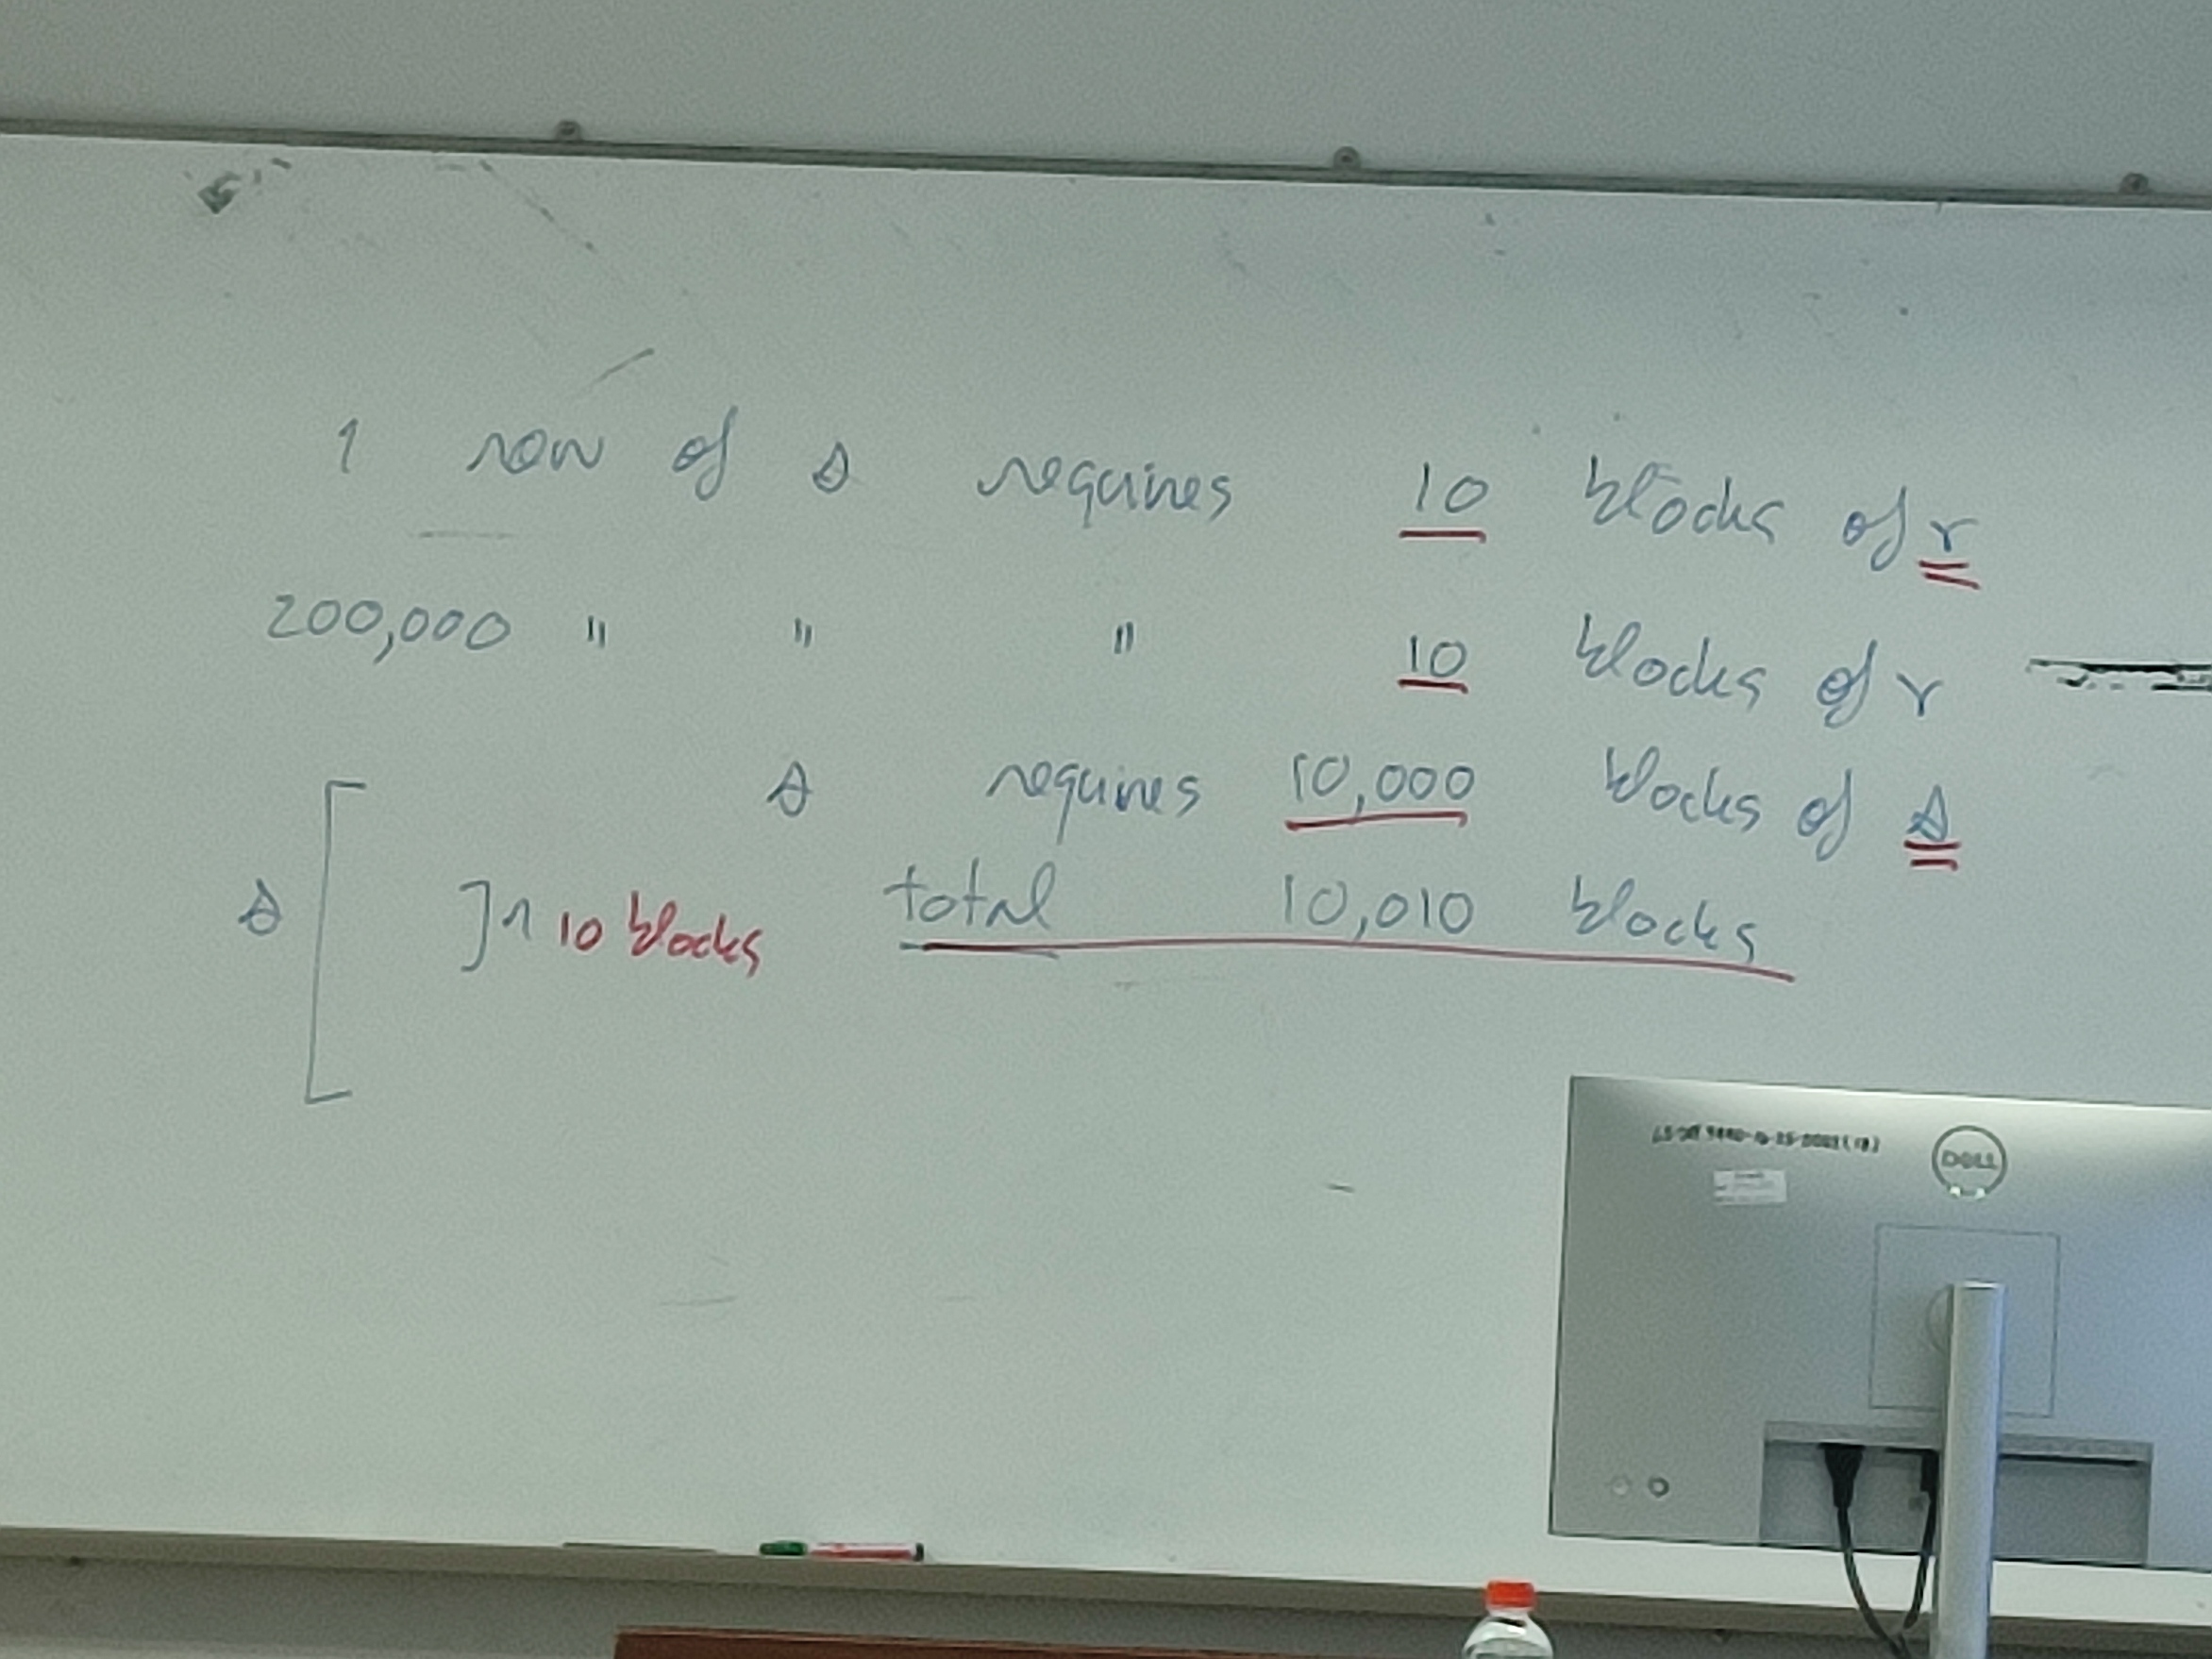 1 row of s requires 10 blocks of r
200,000 " " " 10 blocks of r
s requires 10,000 blocks of s
s [ ] 1 10 blocks total 10,010 blocks
DELL